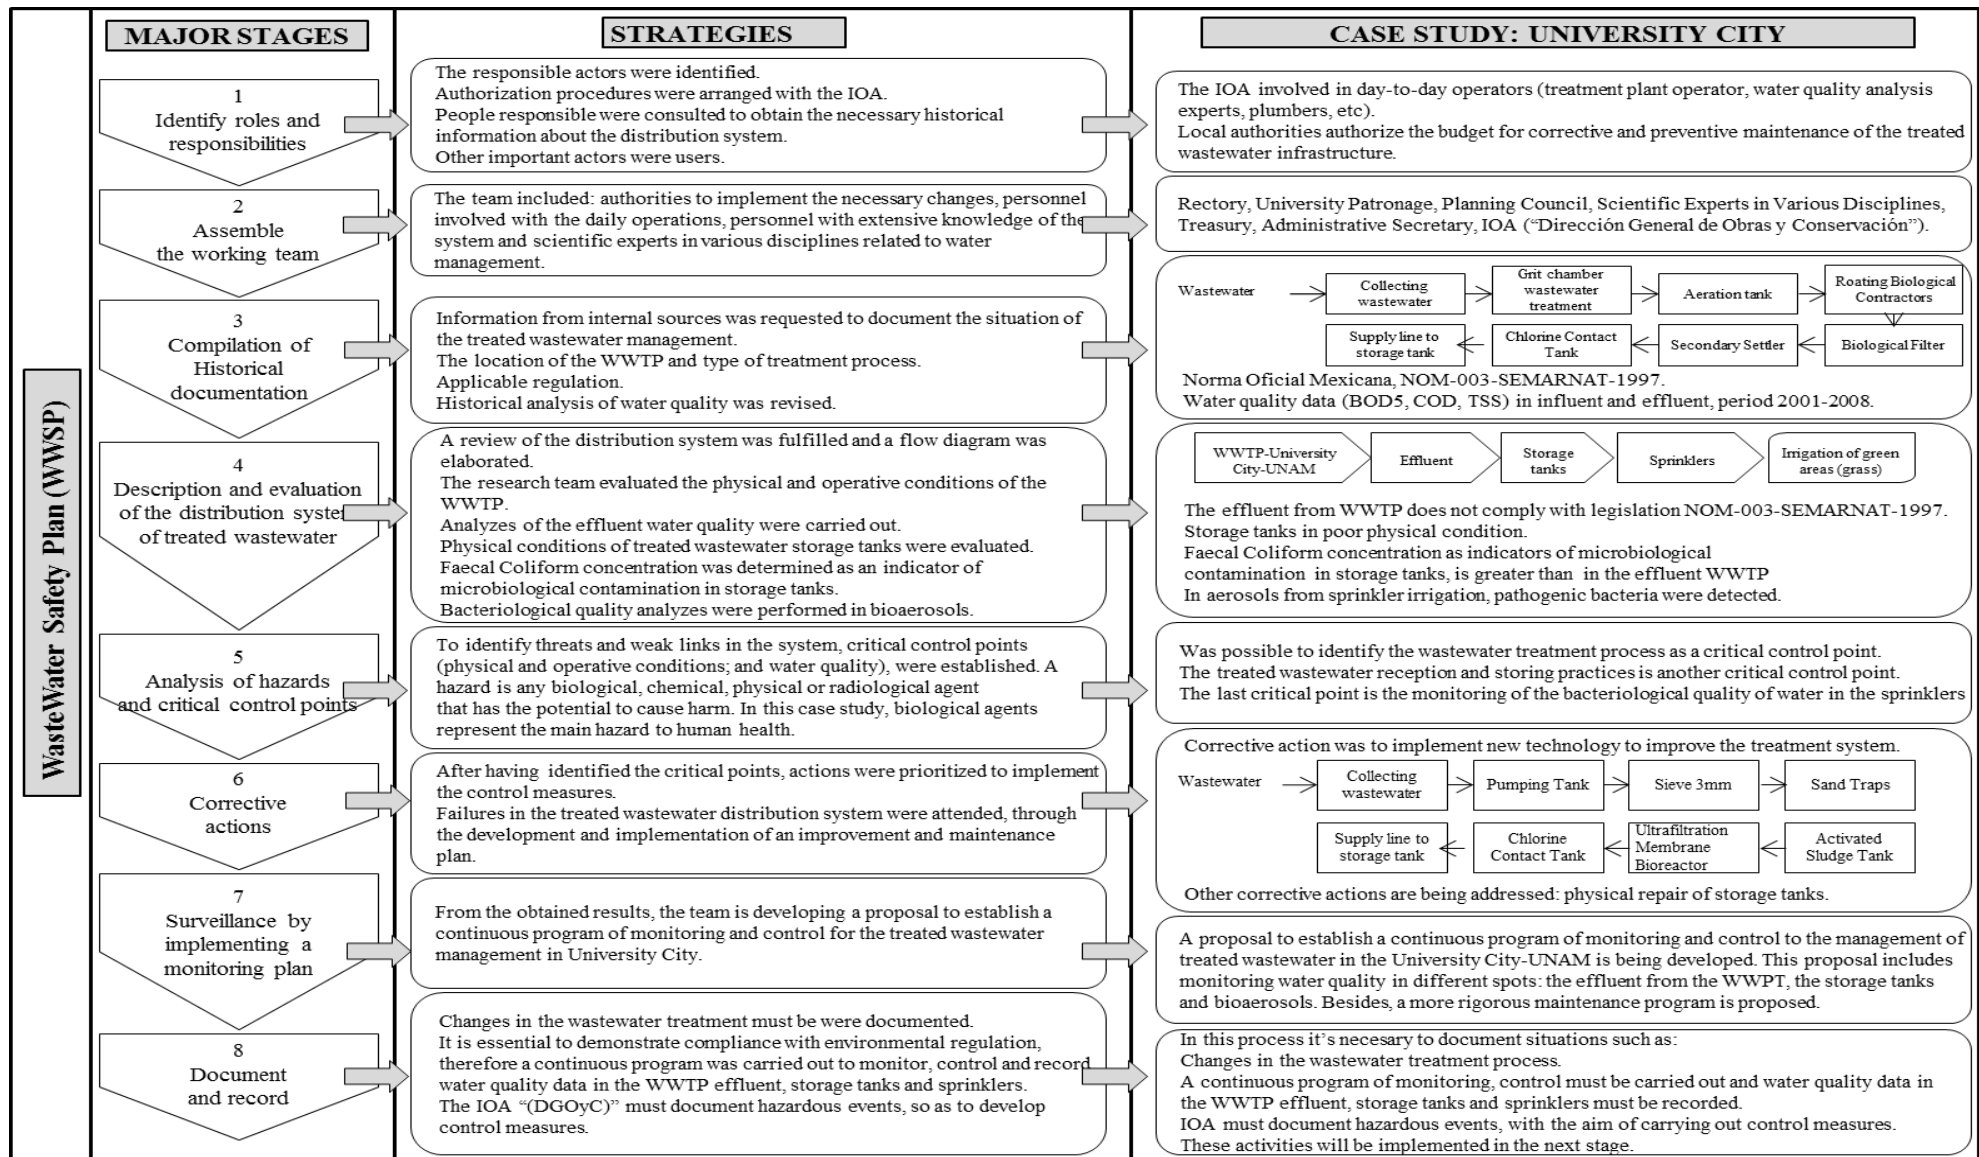 WasteWater Safety Plan (WWSP)
MAJOR STAGES
STRATEGIES
CASE STUDY: UNIVERSITY CITY
1
Identify roles and
responsibilities
The responsible actors were identified.
Authorization procedures were arranged with the IOA.
People responsible were consulted to obtain the necessary historical
information about the distribution system.
Other important actors were users.
The IOA involved in day-to-day operators (treatment plant operator, water quality analysis
experts, plumbers, etc).
Local authorities authorize the budget for corrective and preventive maintenance of the treated
wastewater infrastructure.
2
Assemble
the working team
The team included: authorities to implement the necessary changes, personnel
involved with the daily operations, personnel with extensive knowledge of the
system and scientific experts in various disciplines related to water
management.
Rectory, University Patronage, Planning Council, Scientific Experts in Various Disciplines,
Treasury, Administrative Secretary, IOA (“Dirección General de Obras y Conservación”).
3
Compilation of
Historical
documentation
Information from internal sources was requested to document the situation of
the treated wastewater management.
The location of the WWTP and type of treatment process.
Applicable regulation.
Historical analysis of water quality was revised.
Wastewater
Collecting
wastewater
Grit chamber
wastewater
treatment
Aeration tank
Roating Biological
Contractors
Biological Filter
Secondary Settler
Chlorine Contact
Tank
Supply line to
storage tank
Norma Oficial Mexicana, NOM-003-SEMARNAT-1997.
Water quality data (BOD5, COD, TSS) in influent and effluent, period 2001-2008.
4
Description and evaluation
of the distribution system
of treated wastewater
A review of the distribution system was fulfilled and a flow diagram was
elaborated.
The research team evaluated the physical and operative conditions of the
WWTP.
Analyzes of the effluent water quality were carried out.
Physical conditions of treated wastewater storage tanks were evaluated.
Faecal Coliform concentration was determined as an indicator of
microbiological contamination in storage tanks.
Bacteriological quality analyzes were performed in bioaerosols.
WWTP-University
City-UNAM
Effluent
Storage
tanks
Sprinklers
Irrigation of green
areas (grass)
The effluent from WWTP does not comply with legislation NOM-003-SEMARNAT-1997.
Storage tanks in poor physical condition.
Faecal Coliform concentration as indicators of microbiological
contamination in storage tanks, is greater than in the effluent WWTP
In aerosols from sprinkler irrigation, pathogenic bacteria were detected.
5
Analysis of hazards
and critical control points
To identify threats and weak links in the system, critical control points
(physical and operative conditions; and water quality), were established. A
hazard is any biological, chemical, physical or radiological agent
that has the potential to cause harm. In this case study, biological agents
represent the main hazard to human health.
Was possible to identify the wastewater treatment process as a critical control point.
The treated wastewater reception and storing practices is another critical control point.
The last critical point is the monitoring of the bacteriological quality of water in the sprinklers
6
Corrective
actions
After having identified the critical points, actions were prioritized to implement
the control measures.
Failures in the treated wastewater distribution system were attended, through
the development and implementation of an improvement and maintenance
plan.
Corrective action was to implement new technology to improve the treatment system.
Wastewater
Collecting
wastewater
Pumping Tank
Sieve 3mm
Sand Traps
Activated
Sludge Tank
Ultrafiltration
Membrane
Bioreactor
Chlorine
Contact Tank
Supply line to
storage tank
Other corrective actions are being addressed: physical repair of storage tanks.
7
Surveillance by
implementing a
monitoring plan
From the obtained results, the team is developing a proposal to establish a
continuous program of monitoring and control for the treated wastewater
management in University City.
A proposal to establish a continuous program of monitoring and control to the management of
treated wastewater in the University City-UNAM is being developed. This proposal includes
monitoring water quality in different spots: the effluent from the WWPT, the storage tanks
and bioaerosols. Besides, a more rigorous maintenance program is proposed.
8
Document
and record
Changes in the wastewater treatment must be were documented.
It is essential to demonstrate compliance with environmental regulation,
therefore a continuous program was carried out to monitor, control and record
water quality data in the WWTP effluent, storage tanks and sprinklers.
The IOA “(DGOyC)” must document hazardous events, so as to develop
control measures.
In this process it’s necesary to document situations such as:
Changes in the wastewater treatment process.
A continuous program of monitoring, control must be carried out and water quality data in
the WWTP effluent, storage tanks and sprinklers must be recorded.
IOA must document hazardous events, with the aim of carrying out control measures.
These activities will be implemented in the next stage.